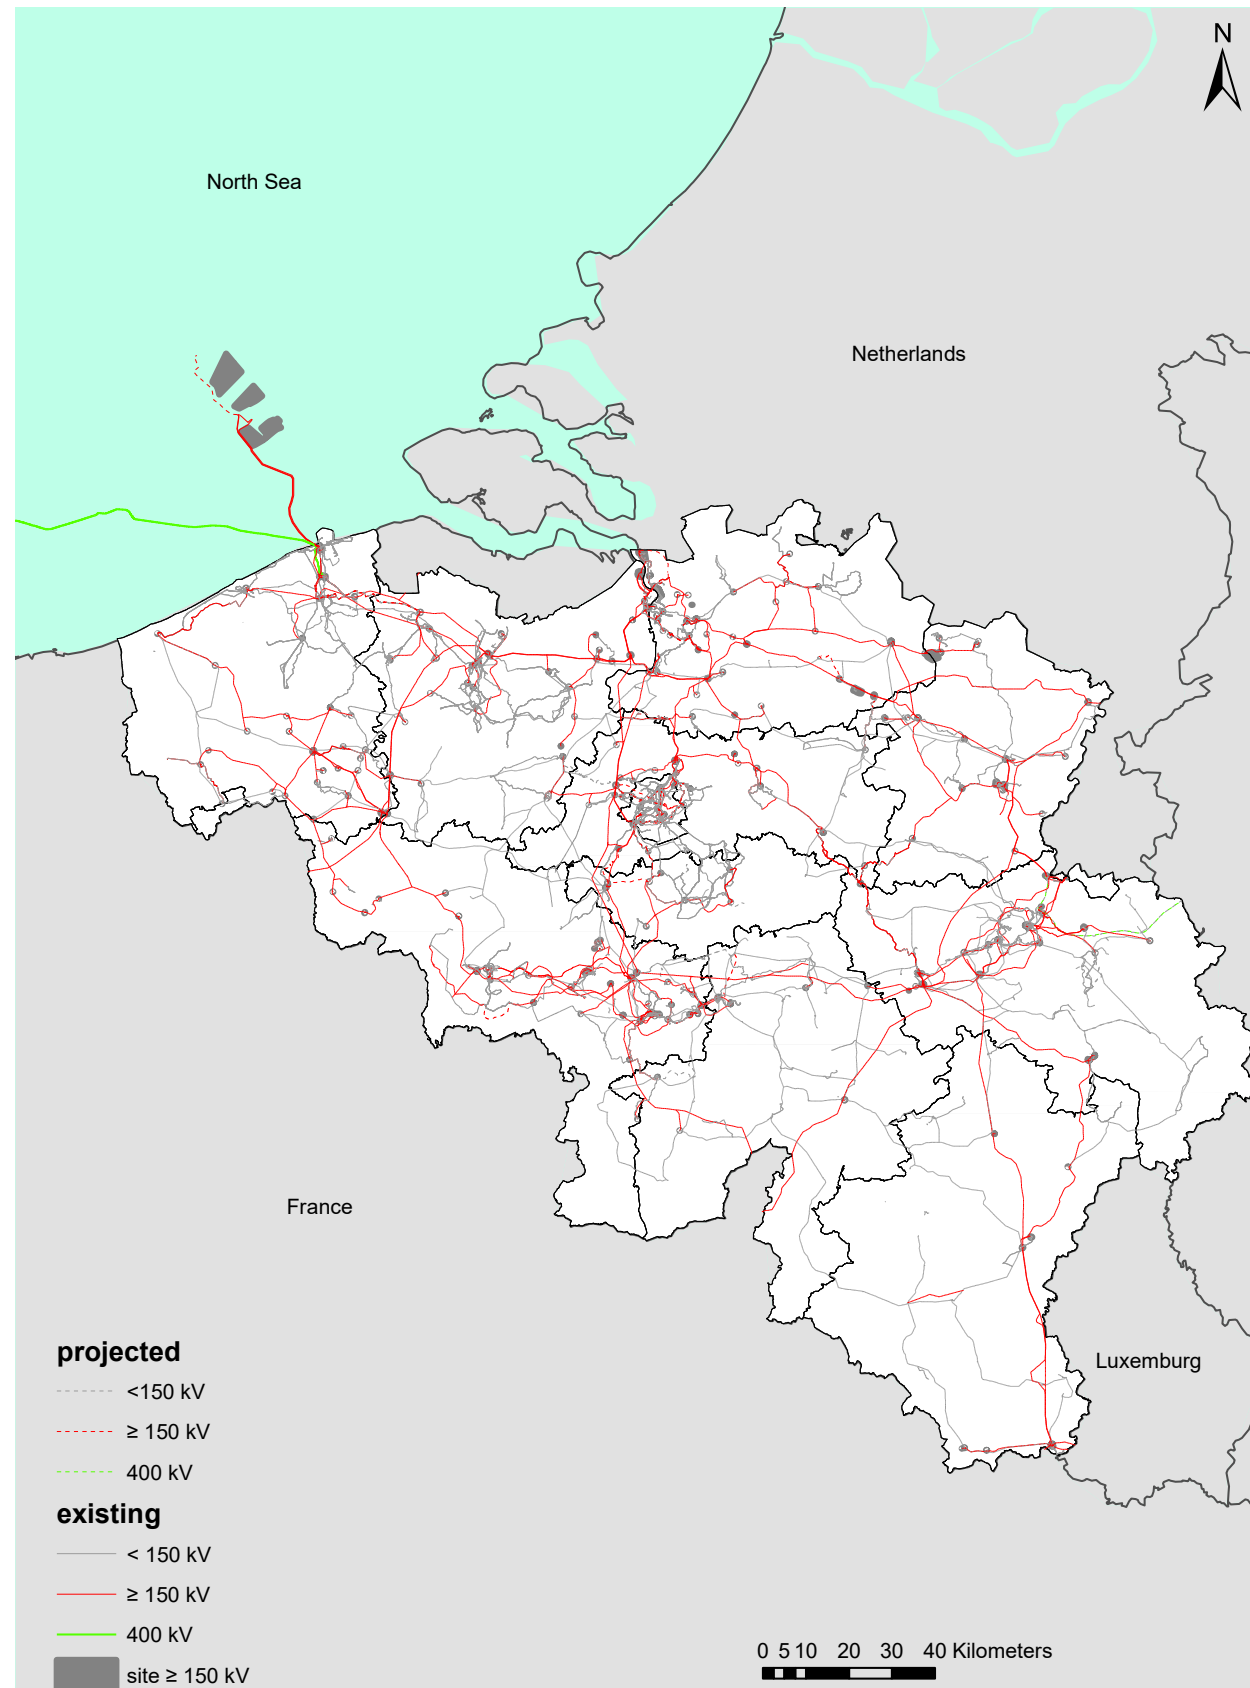 N
North Sea
Netherlands
France
Luxemburg
projected
<150 kV
≥ 150 kV
400 kV
existing
< 150 kV
≥ 150 kV
400 kV
site ≥ 150 kV
0 5 10 20 30 40 Kilometers